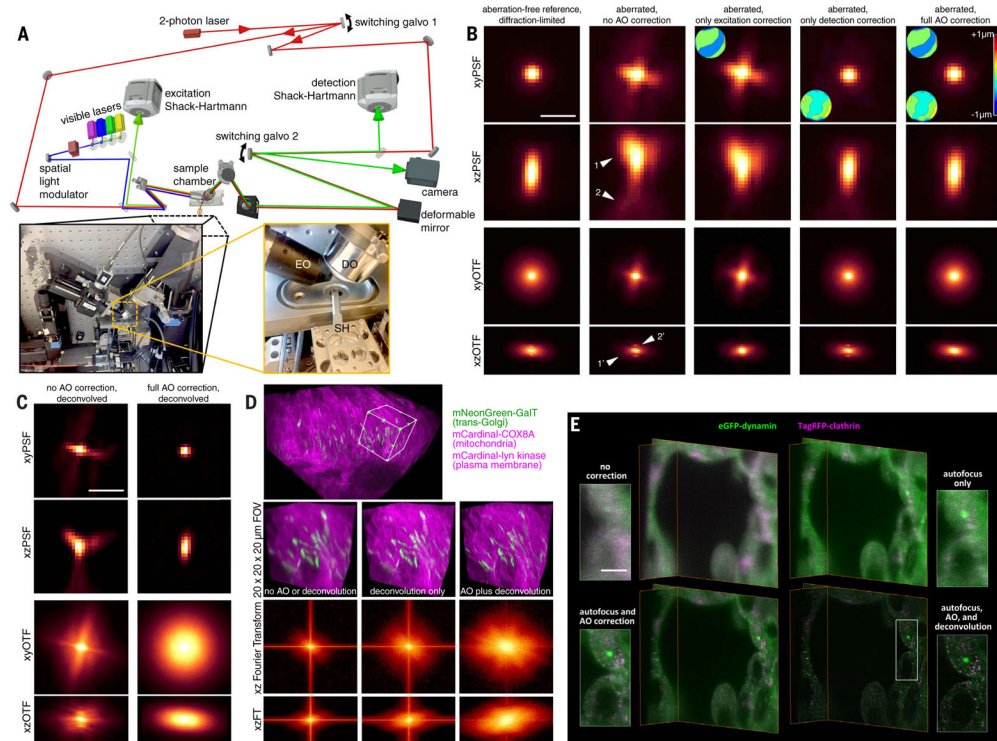 A
2-photon laser
switching galvo 1
detection
Shack-Hartmann
excitation
Shack-Hartmann
visible lasers
switching galvo 2
spatial
light
modulator
sample
chamber
camera
deformable
mirror
EO
DO
SH
B
aberration-free reference,
diffraction-limited
aberrated,
no AO correction
aberrated,
only excitation correction
aberrated,
only detection correction
aberrated,
full AO correction
+1µm
-1µm
xyPSF
xzPSF
1
2
xyOTF
xzOTF
1'
2'
C
no AO correction,
deconvolved
full AO correction,
deconvolved
xyPSF
xzPSF
xyOTF
xzOTF
D
mNeonGreen-GalT
(trans-Golgi)
mCardinal-COX8A
(mitochondria)
mCardinal-lyn kinase
(plasma membrane)
20 x 20 x 20 µm FOV
no AO or deconvolution
deconvolution only
AO plus deconvolution
xz Fourier Transform
xzFT
E
eGFP-dynamin
TagRFP-clathrin
no
correction
autofocus
only
autofocus and
AO correction
autofocus,
AO, and
deconvolution